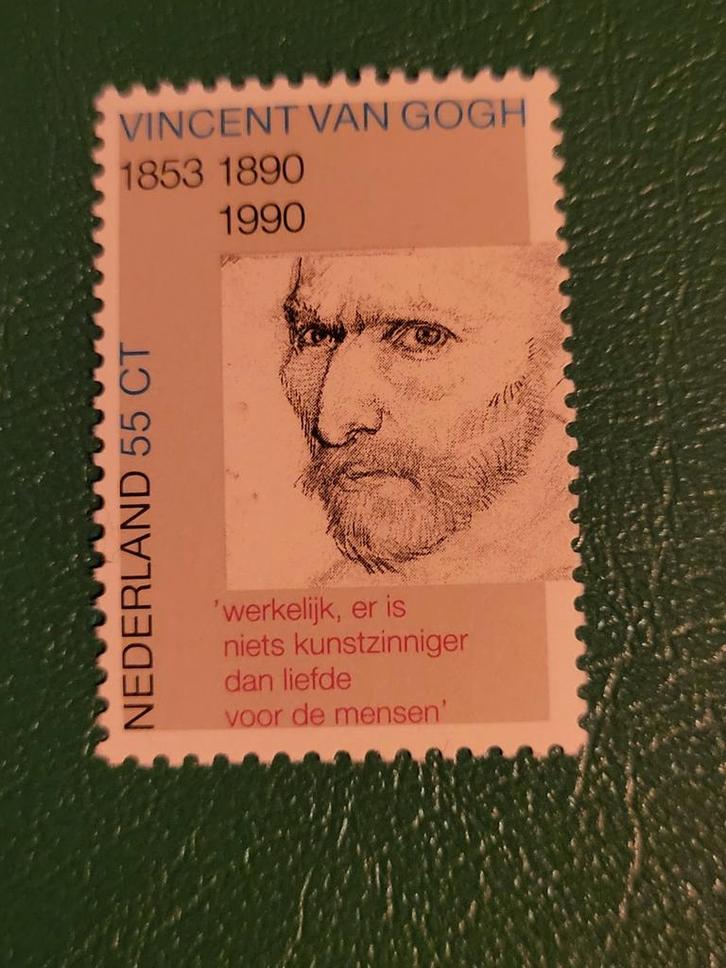 VINCENT VAN GOGH
1853 1890
1990
NEDERLAND 55 CT
'werkelijk, er is
niets kunstzinniger
dan liefde
voor de mensen'